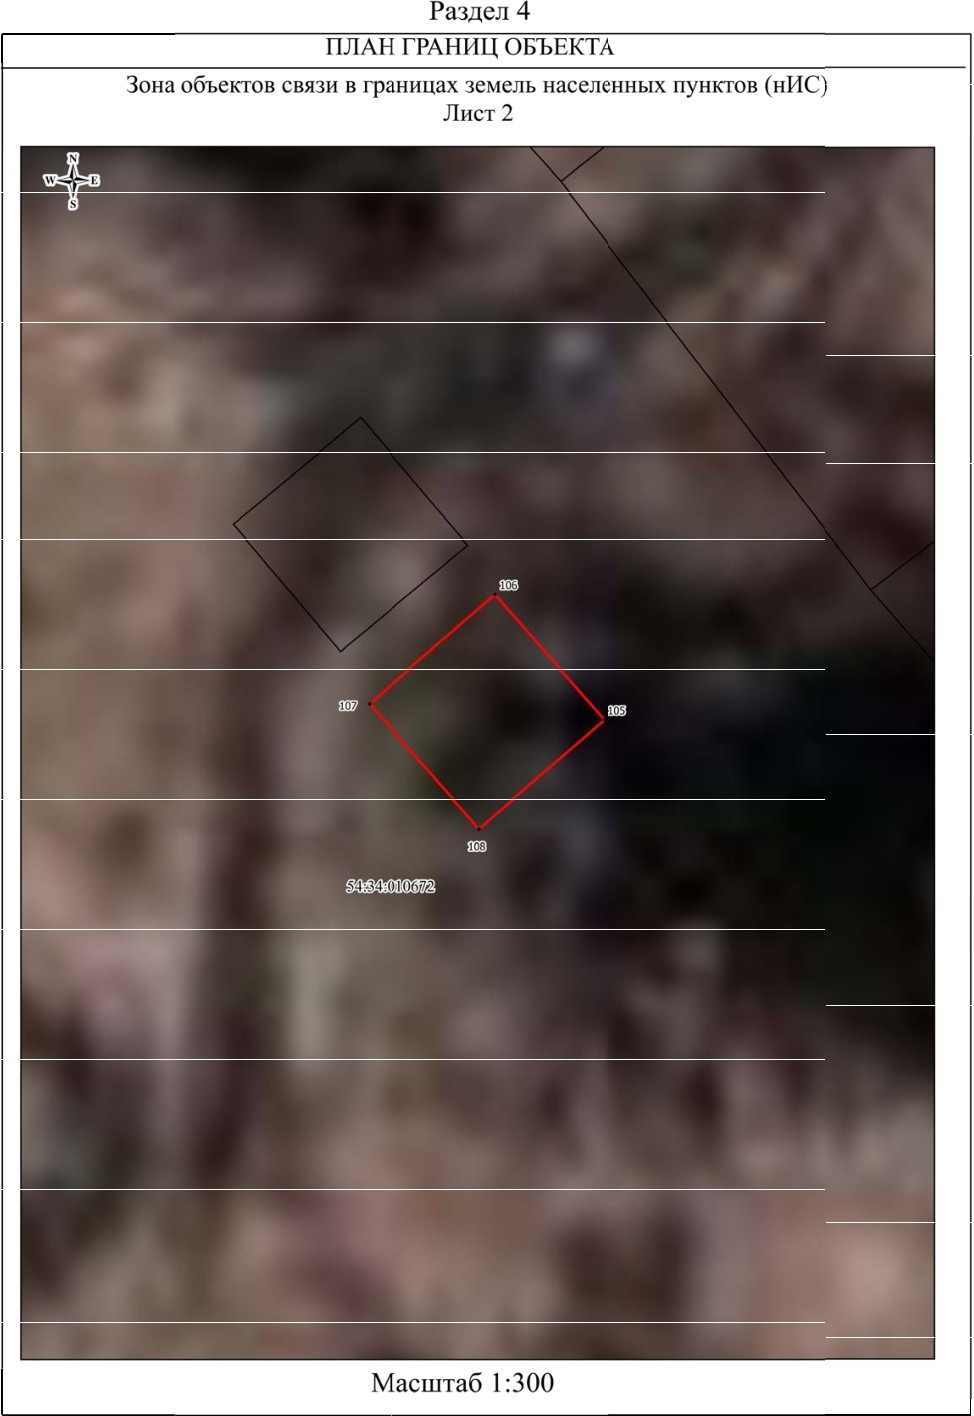 Раздел 4
ПЛАН ГРАНИЦ ОБЪЕКТА
Зона объектов связи в границах земель населенных пунктов (нИС)
Лист 2
N
W E
S
106
107
105
108
54:34:010672
Масштаб 1:300